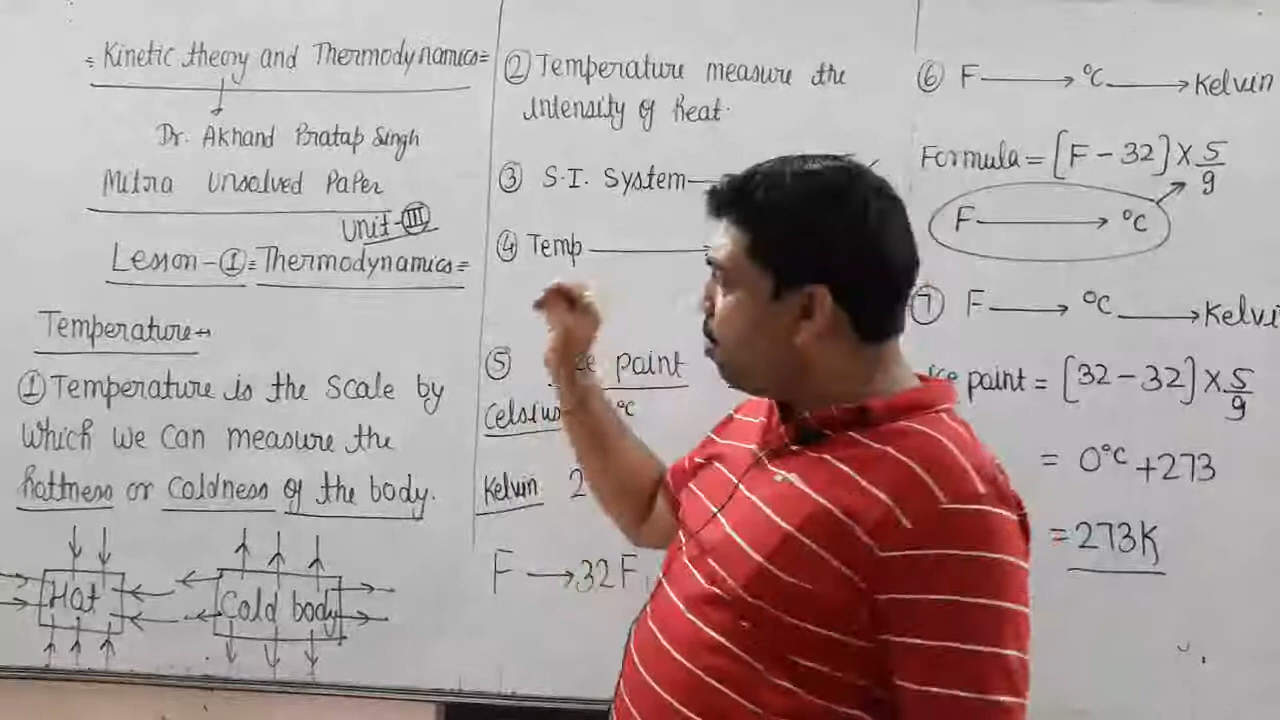 = Kinetic theory and Thermodynamics =
Dr. Akhand Pratap Singh
Mitra Unsolved Paper
Unit-III
Lesson-① = Thermodynamics =
Temperature→
① Temperature is the Scale by
which we can measure the
hattness or coldness of the body.
Hot
Cold body
② Temperature measure the
intensity of heat.
③ S.I. System
④ Temp
⑤ point
Celsius °C
Kelvin 2
F → 32F
⑥ F → °C → Kelvin
Formula = [F - 32] × 5/9
F → °C
⑦ F → °C → Kelvi
point = [32 - 32] × 5/9
= 0°C + 273
= 273K